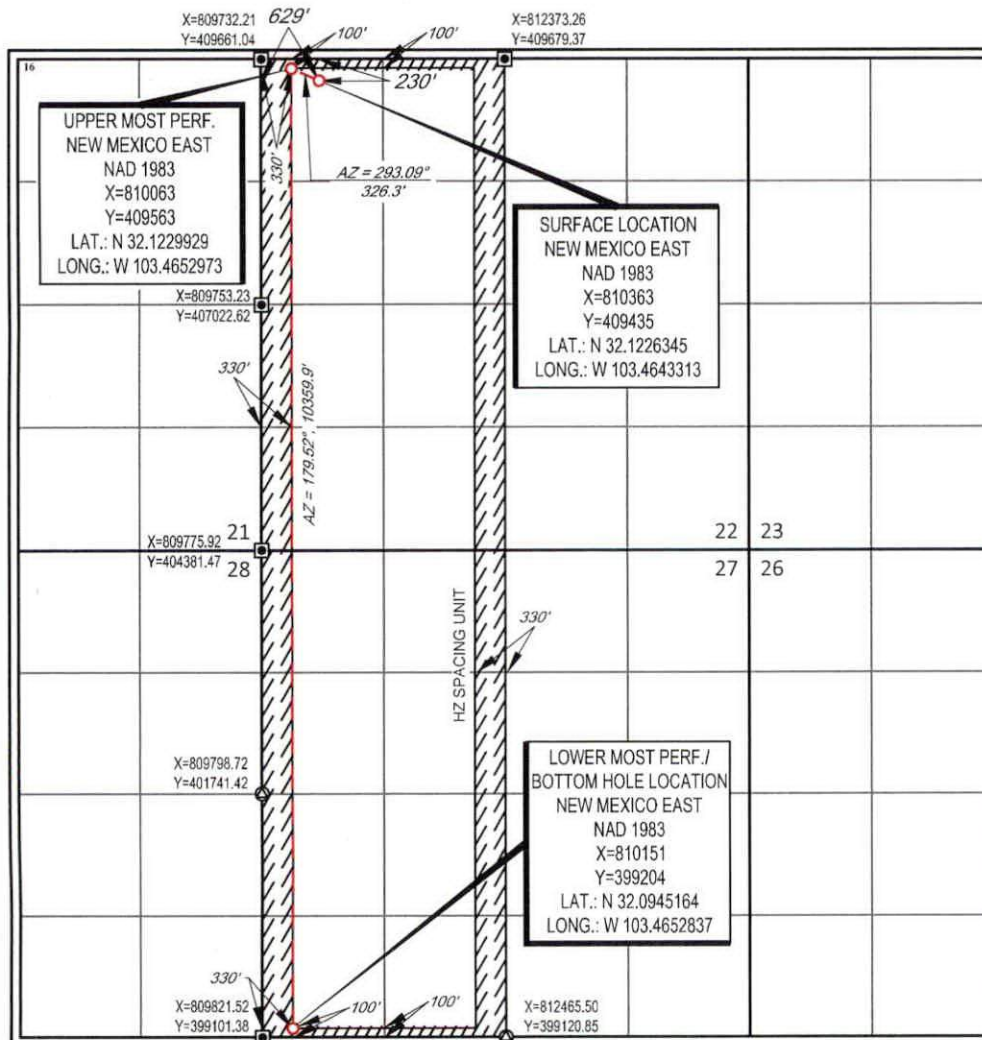 X=809732.21
Y=409661.04
629'
100'
100'
X=812373.26
Y=409679.37
16
230'
UPPER MOST PERF.
NEW MEXICO EAST
NAD 1983
X=810063
Y=409563
LAT.: N 32.1229929
LONG.: W 103.4652973
330'
AZ = 293.09°
326.3'
SURFACE LOCATION
NEW MEXICO EAST
NAD 1983
X=810363
Y=409435
LAT.: N 32.1226345
LONG.: W 103.4643313
X=809753.23
Y=407022.62
330'
AZ = 179.52°, 10359.9'
X=809775.92
Y=404381.47
21
28
22 23
27 26
HZ SPACING UNIT
330'
X=809798.72
Y=401741.42
LOWER MOST PERF./
BOTTOM HOLE LOCATION
NEW MEXICO EAST
NAD 1983
X=810151
Y=399204
LAT.: N 32.0945164
LONG.: W 103.4652837
330'
X=809821.52
Y=399101.38
100'
100'
X=812465.50
Y=399120.85